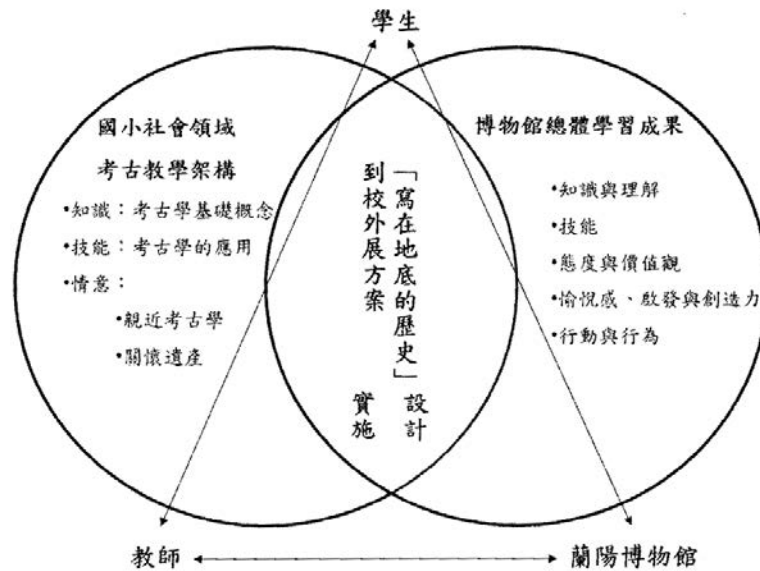 學生
國小社會領域
考古教學架構
•知識：考古學基礎概念
•技能：考古學的應用
•情意：
•親近考古學
•關懷遺產
「寫在地底的歷史」
到校外展方案
設計
實施
博物館總體學習成果
•知識與理解
•技能
•態度與價值觀
•愉悅感、啟發與創造力
•行動與行為
教師
蘭陽博物館